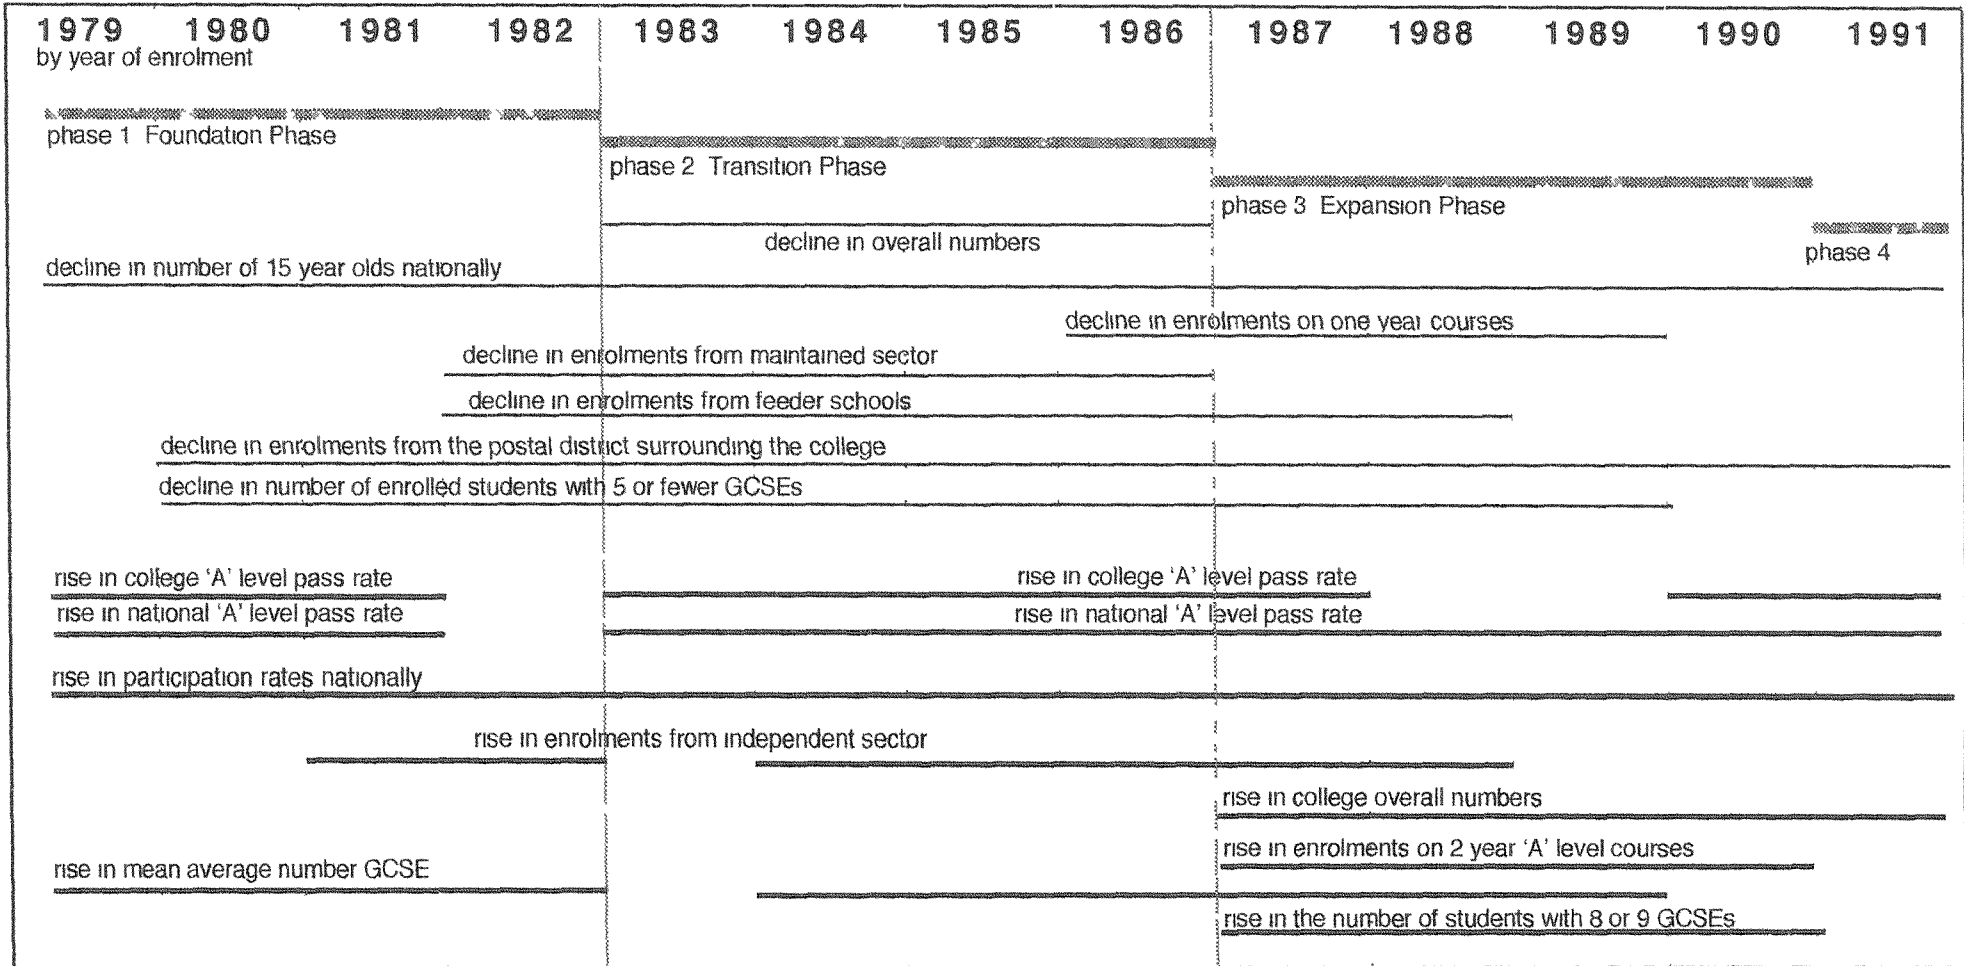 1979 1980 1981 1982 1983 1984 1985 1986 1987 1988 1989 1990 1991
by year of enrolment
phase 1 Foundation Phase
phase 2 Transition Phase
phase 3 Expansion Phase
decline in overall numbers
phase 4
decline in number of 15 year olds nationally
decline in enrolments on one year courses
decline in enrolments from maintained sector
decline in enrolments from feeder schools
decline in enrolments from the postal district surrounding the college
decline in number of enrolled students with 5 or fewer GCSEs
rise in college 'A' level pass rate rise in college 'A' level pass rate
rise in national 'A' level pass rate rise in national 'A' level pass rate
rise in participation rates nationally
rise in enrolments from independent sector
rise in college overall numbers
rise in enrolments on 2 year 'A' level courses
rise in mean average number GCSE
rise in the number of students with 8 or 9 GCSEs